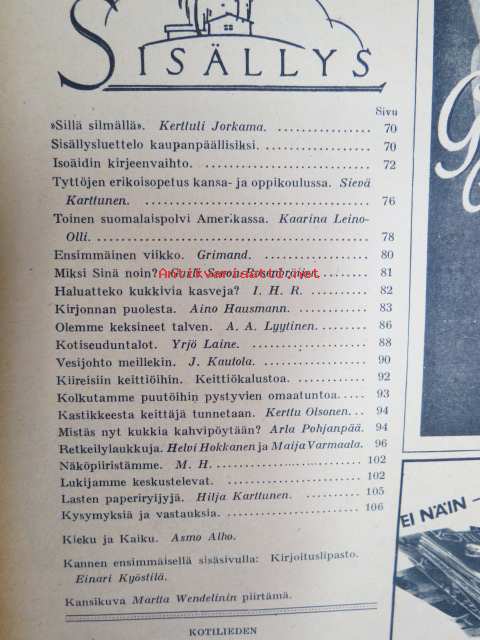 SISÄLLYS
Sivu
»Sillä silmällä». Kerttuli Jorkama. 70
Sisällysluettelo kaupanpäällisiksi. 70
Isoäidin kirjeenvaihto. 72
Tyttöjen erikoisopetus kansa- ja oppikoulussa. Sievä
Karttunen. 76
Toinen suomalaispolvi Amerikassa. Kaarina Leino-
Olli. 78
Ensimmäinen viikko. Grimand. 80
Miksi Sinä noin? 81
Antikvariaatti.net
Haluatteko kukkivia kasveja? I. H. R. 82
Kirjonnan puolesta. Aino Hausmann. 83
Olemme keksineet talven. A. A. Lyytinen. 86
Kotiseuduntalot. Yrjö Laine. 88
Vesijohto meillekin. J. Kautola. 90
Kiireisiin keittiöihin. Keittiökalustoa. 92
Kolkutamme puutöihin pystyvien omaatuntoa. 93
Kastikkeesta keittäjä tunnetaan. Kerttu Olsonen. 94
Mistäs nyt kukkia kahvipöytään? Arla Pohjanpää. 94
Retkeilylaukkuja. Helvi Hokkanen ja Maija Varmaala. 96
Näköpiiristämme. M. H. 102
Lukijamme keskustelevat. 102
Lasten paperiryijyjä. Hilja Karttunen. 105
Kysymyksiä ja vastauksia. 106
Kieku ja Kaiku. Asmo Alho.
Kannen ensimmäisellä sisäsivulla: Kirjoituslipasto.
Einari Kyöstilä.
Kansikuva Martta Wendelinin piirtämä.
KOTILIEDEN
EI NÄIN —